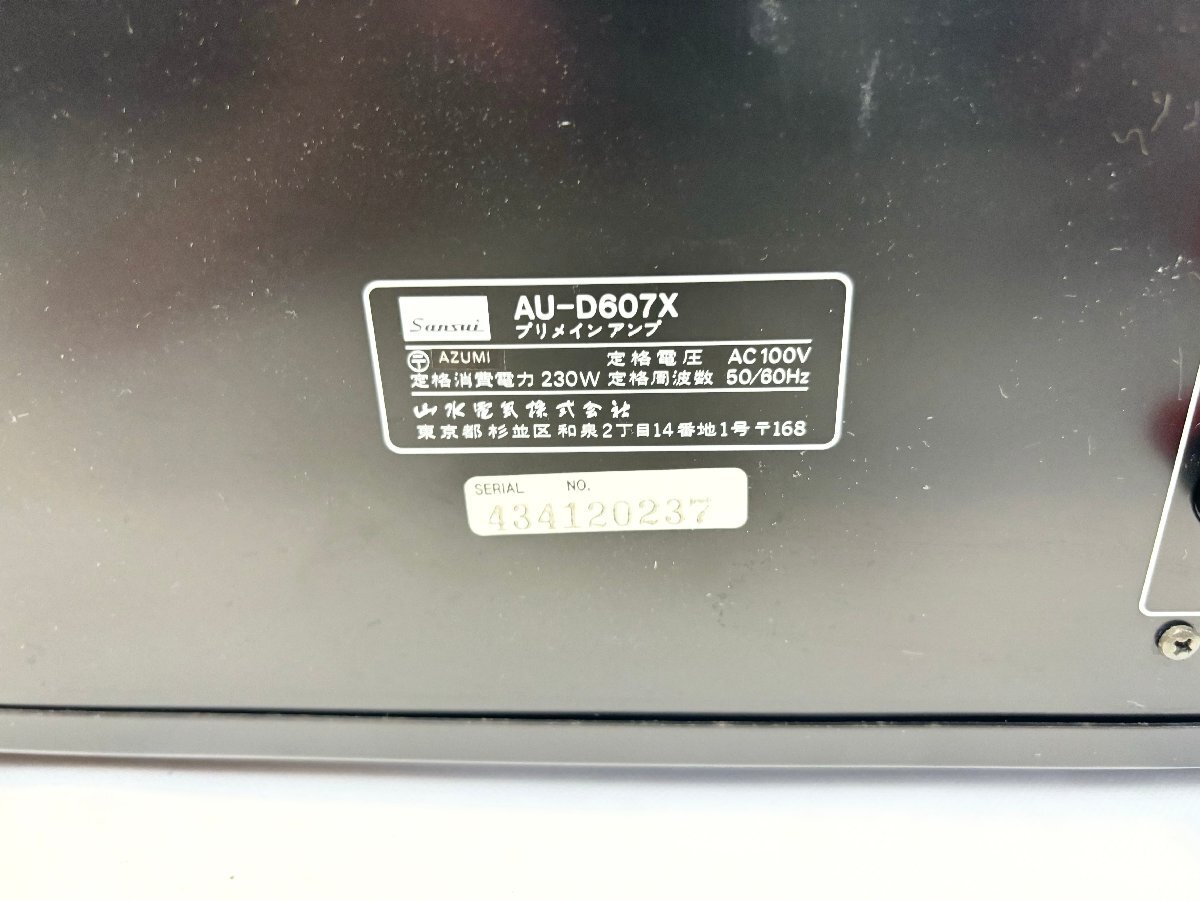 Sansui
AU-D607X
プリメインアンプ
〒 AZUMI 定格電圧 AC100V
定格消費電力 230W 定格周波数 50/60Hz
山水電気株式会社
東京都杉並区和泉2丁目14番地1号〒168
SERIAL NO.
434120237